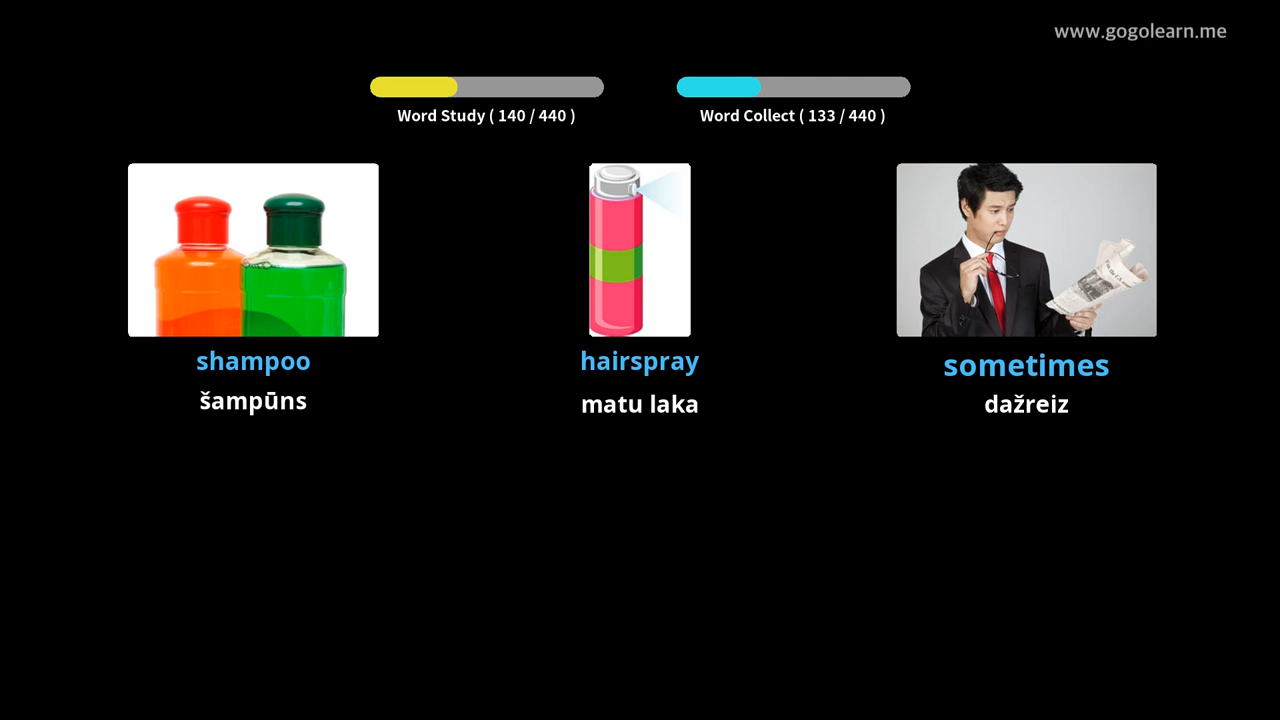 www.gogolearn.me
Word Study ( 140 / 440 )
Word Collect ( 133 / 440 )
shampoo
šampūns
hairspray
matu laka
sometimes
dažreiz